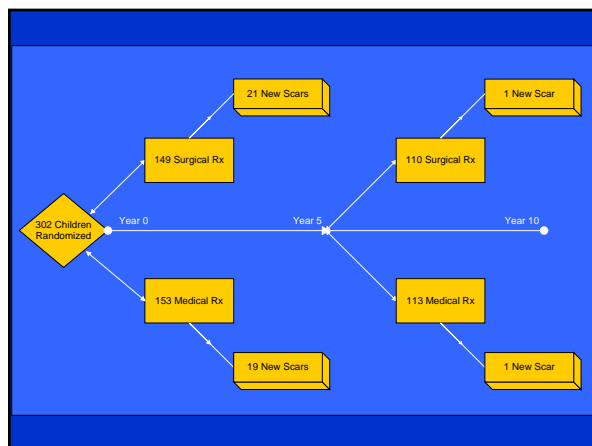 21 New Scars
1 New Scar
149 Surgical Rx
110 Surgical Rx
302 Children
Randomized
Year 0
Year 5
Year 10
153 Medical Rx
113 Medical Rx
19 New Scars
1 New Scar